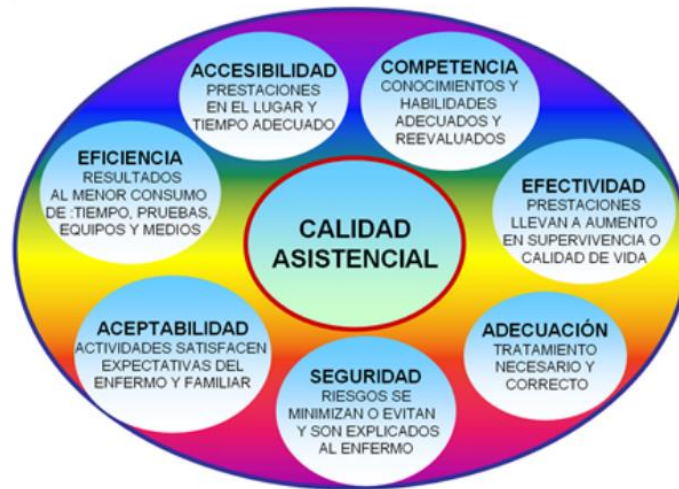 ACCESIBILIDAD
PRESTACIONES
EN EL LUGAR Y
TIEMPO ADECUADO
COMPETENCIA
CONOCIMIENTOS Y
HABILIDADES
ADECUADOS Y
REEVALUADOS
EFICIENCIA
RESULTADOS
AL MENOR CONSUMO
DE :TIEMPO, PRUEBAS,
EQUIPOS Y MEDIOS
EFECTIVIDAD
PRESTACIONES
LLEVAN A AUMENTO
EN SUPERVIVENCIA O
CALIDAD DE VIDA
CALIDAD
ASISTENCIAL
ACEPTABILIDAD
ACTIVIDADES SATISFACEN
EXPECTATIVAS DEL
ENFERMO Y FAMILIAR
SEGURIDAD
RIESGOS SE
MINIMIZAN O EVITAN
Y SON EXPLICADOS
AL ENFERMO
ADECUACIÓN
TRATAMIENTO
NECESARIO Y
CORRECTO